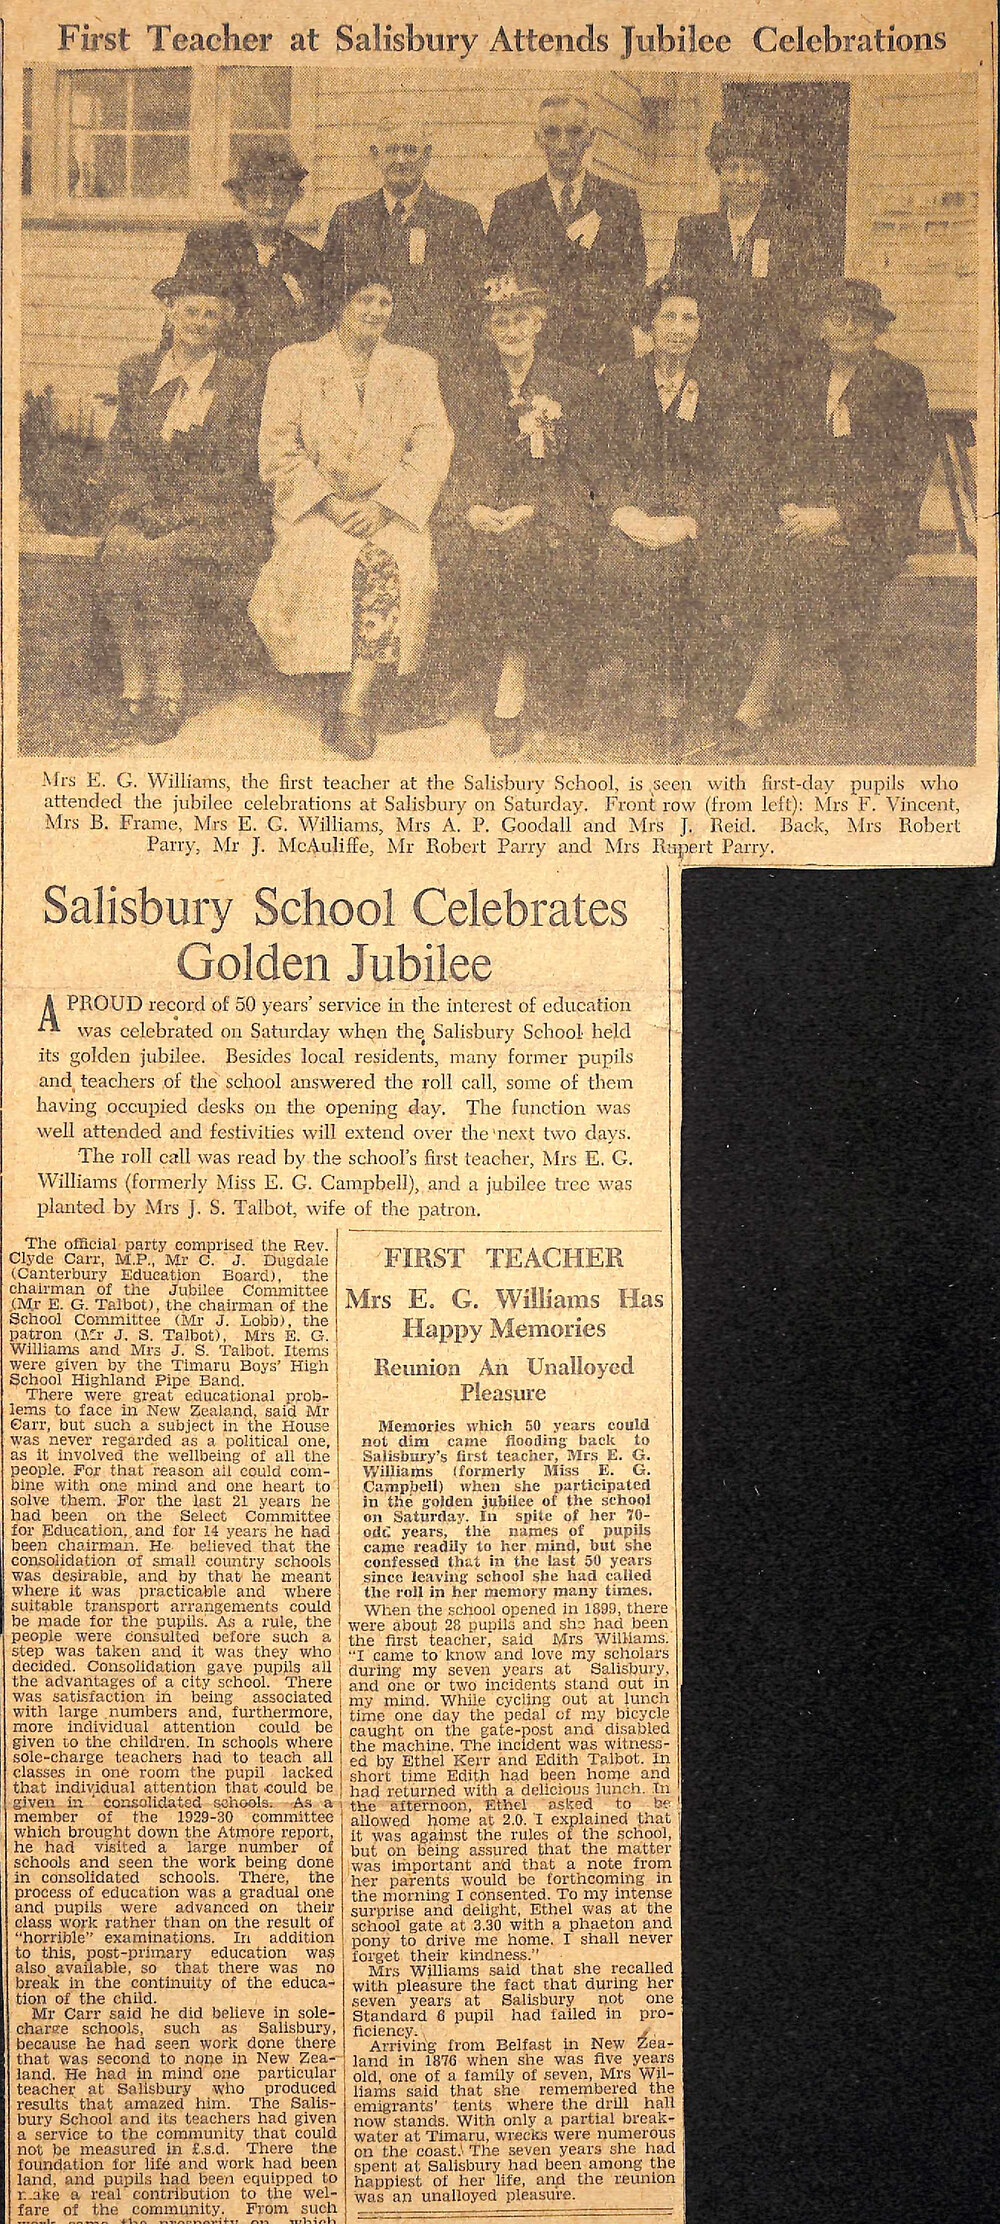 First Teacher at Salisbury Attends Jubilee Celebrations
Mrs E. G. Williams, the first teacher at the Salisbury School, is seen with first-day pupils who
attended the jubilee celebrations at Salisbury on Saturday. Front row (from left): Mrs F. Vincent,
Mrs B. Frame, Mrs E. G. Williams, Mrs A. P. Goodall and Mrs J. Reid. Back, Mrs Robert
Parry, Mr J. McAuliffe, Mr Robert Parry and Mrs Rupert Parry.
Salisbury School Celebrates
Golden Jubilee
A PROUD record of 50 years' service in the interest of education
was celebrated on Saturday when the Salisbury School held
its golden jubilee. Besides local residents, many former pupils
and teachers of the school answered the roll call, some of them
having occupied desks on the opening day. The function was
well attended and festivities will extend over the next two days.
The roll call was read by the school's first teacher, Mrs E. G.
Williams (formerly Miss E. G. Campbell), and a jubilee tree was
planted by Mrs J. S. Talbot, wife of the patron.
The official party comprised the Rev.
Clyde Carr, M.P., Mr C. J. Dugdale
(Canterbury Education Board), the
chairman of the Jubilee Committee
(Mr E. G. Talbot), the chairman of the
School Committee (Mr J. Lobb), the
patron (Mr J. S. Talbot), Mrs E. G.
Williams and Mrs J. S. Talbot. Items
were given by the Timaru Boys' High
School Highland Pipe Band.
There were great educational prob-
lems to face in New Zealand, said Mr
Carr, but such a subject in the House
was never regarded as a political one,
as it involved the wellbeing of all the
people. For that reason all could com-
bine with one mind and one heart to
solve them. For the last 21 years he
had been on the Select Committee
for Education, and for 14 years he had
been chairman. He believed that the
consolidation of small country schools
was desirable, and by that he meant
where it was practicable and where
suitable transport arrangements could
be made for the pupils. As a rule, the
people were consulted before such a
step was taken and it was they who
decided. Consolidation gave pupils all
the advantages of a city school. There
was satisfaction in being associated
with large numbers and, furthermore,
more individual attention could be
given to the children. In schools where
sole-charge teachers had to teach all
classes in one room the pupil lacked
that individual attention that could be
given in consolidated schools. As a
member of the 1929-30 committee
which brought down the Atmore report,
he had visited a large number of
schools and seen the work being done
in consolidated schools. There, the
process of education was a gradual one
and pupils were advanced on their
class work rather than on the result of
"horrible" examinations. In addition
to this, post-primary education was
also available, so that there was no
break in the continuity of the educa-
tion of the child.
Mr Carr said he did believe in sole-
charge schools, such as Salisbury,
because he had seen work done there
that was second to none in New Zea-
land. He had in mind one particular
teacher at Salisbury who produced
results that amazed him. The Salis-
bury School and its teachers had given
a service to the community that could
not be measured in £.s.d. There the
foundation for life and work had been
land, and pupils had been equipped to
make a real contribution to the wel-
fare of the community. From such
work came the prosperity on which
FIRST TEACHER
Mrs E. G. Williams Has
Happy Memories
Reunion An Unalloyed
Pleasure
Memories which 50 years could
not dim came flooding back to
Salisbury's first teacher, Mrs E. G.
Williams (formerly Miss E. G.
Campbell) when she participated
in the golden jubilee of the school
on Saturday. In spite of her 70-
odd years, the names of pupils
came readily to her mind, but she
confessed that in the last 50 years
since leaving school she had called
the roll in her memory many times.
When the school opened in 1899, there
were about 28 pupils and she had been
the first teacher, said Mrs Williams.
"I came to know and love my scholars
during my seven years at Salisbury,
and one or two incidents stand out in
my mind. While cycling out at lunch
time one day the pedal of my bicycle
caught on the gate-post and disabled
the machine. The incident was witness-
ed by Ethel Kerr and Edith Talbot. In
short time Edith had been home and
had returned with a delicious lunch. In
the afternoon, Ethel asked to be
allowed home at 2.0. I explained that
it was against the rules of the school,
but on being assured that the matter
was important and that a note from
her parents would be forthcoming in
the morning I consented. To my intense
surprise and delight, Ethel was at the
school gate at 3.30 with a phaeton and
pony to drive me home. I shall never
forget their kindness."
Mrs Williams said that she recalled
with pleasure the fact that during her
seven years at Salisbury not one
Standard 6 pupil had failed in pro-
ficiency.
Arriving from Belfast in New Zea-
land in 1876 when she was five years
old, one of a family of seven, Mrs Wil-
liams said that she remembered the
emigrants' tents where the drill hall
now stands. With only a partial break-
water at Timaru, wrecks were numerous
on the coast. The seven years she had
spent at Salisbury had been among the
happiest of her life, and the reunion
was an unalloyed pleasure.